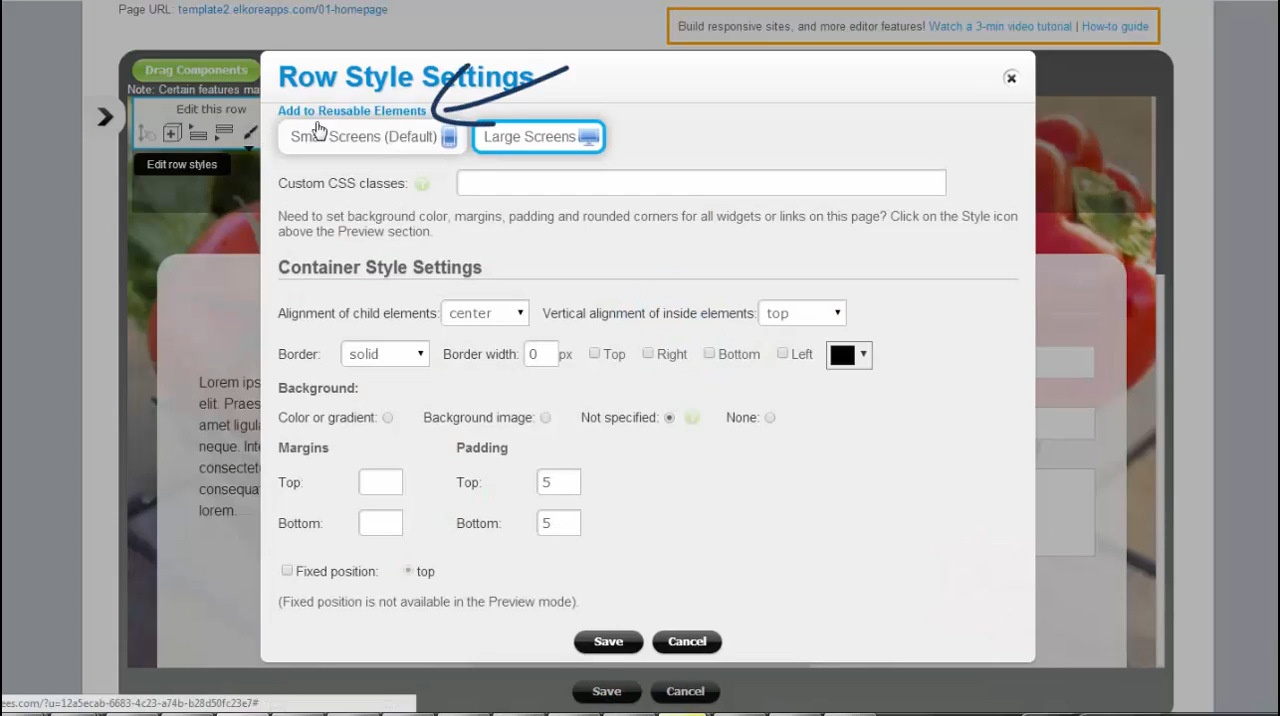 Page URL: template2.elkoreapps.com/01-homepage
Build responsive sites, and more editor features! Watch a 3-min video tutorial | How-to guide
Drag Components
Note: Certain features ma
Edit this row
Edit row styles
Row Style Settings
Add to Reusable Elements
Small Screens (Default)
Large Screens
Custom CSS classes: ?
Need to set background color, margins, padding and rounded corners for all widgets or links on this page? Click on the Style icon
above the Preview section.
Container Style Settings
Alignment of child elements: center Vertical alignment of inside elements: top
Border: solid Border width: 0 px Top Right Bottom Left
Background:
Color or gradient: Background image: Not specified: ? None:
Margins Padding
Top: Top: 5
Bottom: Bottom: 5
Fixed position: top
(Fixed position is not available in the Preview mode).
Save Cancel
Lorem ips
elit. Praes
amet ligula
neque. Inte
consectetu
consequa
lorem.
Save Cancel
ees.com/?u=12a5ecab-6683-4c23-a74b-b28d50fc23e7#